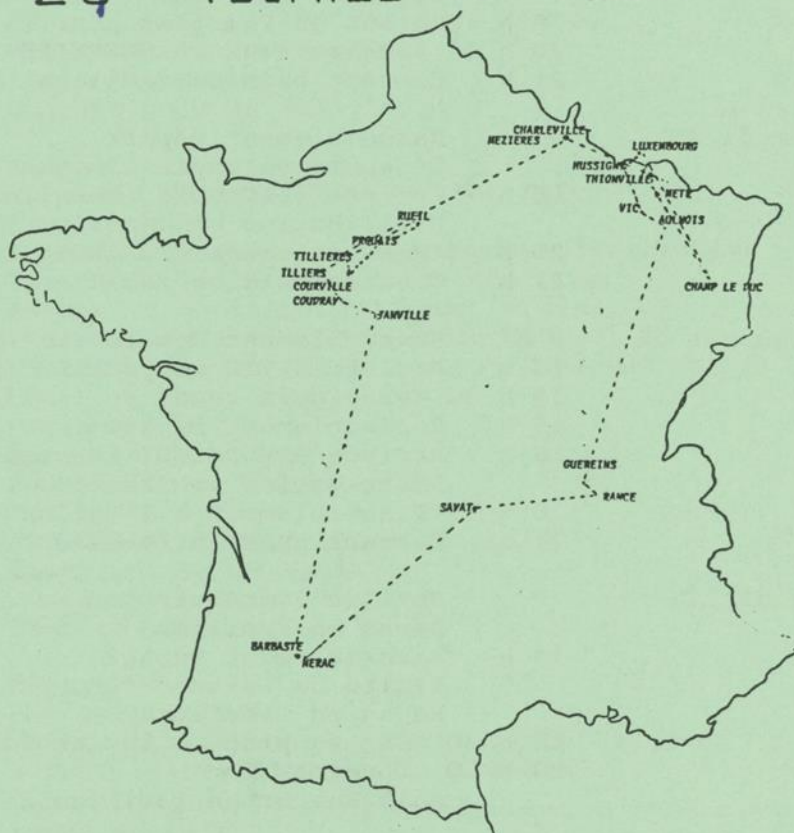 CHARLEVILLE
MEZIERES
LUXEMBOURG
HUSSIGNE
THIONVILLE
METZ
VIC
AULNOIS
RUEIL
PROUAIS
TILLIERES
ILLIERS
COURVILLE
COUDRAY
JANVILLE
CHAMP LE DUC
GUEREINS
RANCE
SAVAT
BARBASTE
NERAC